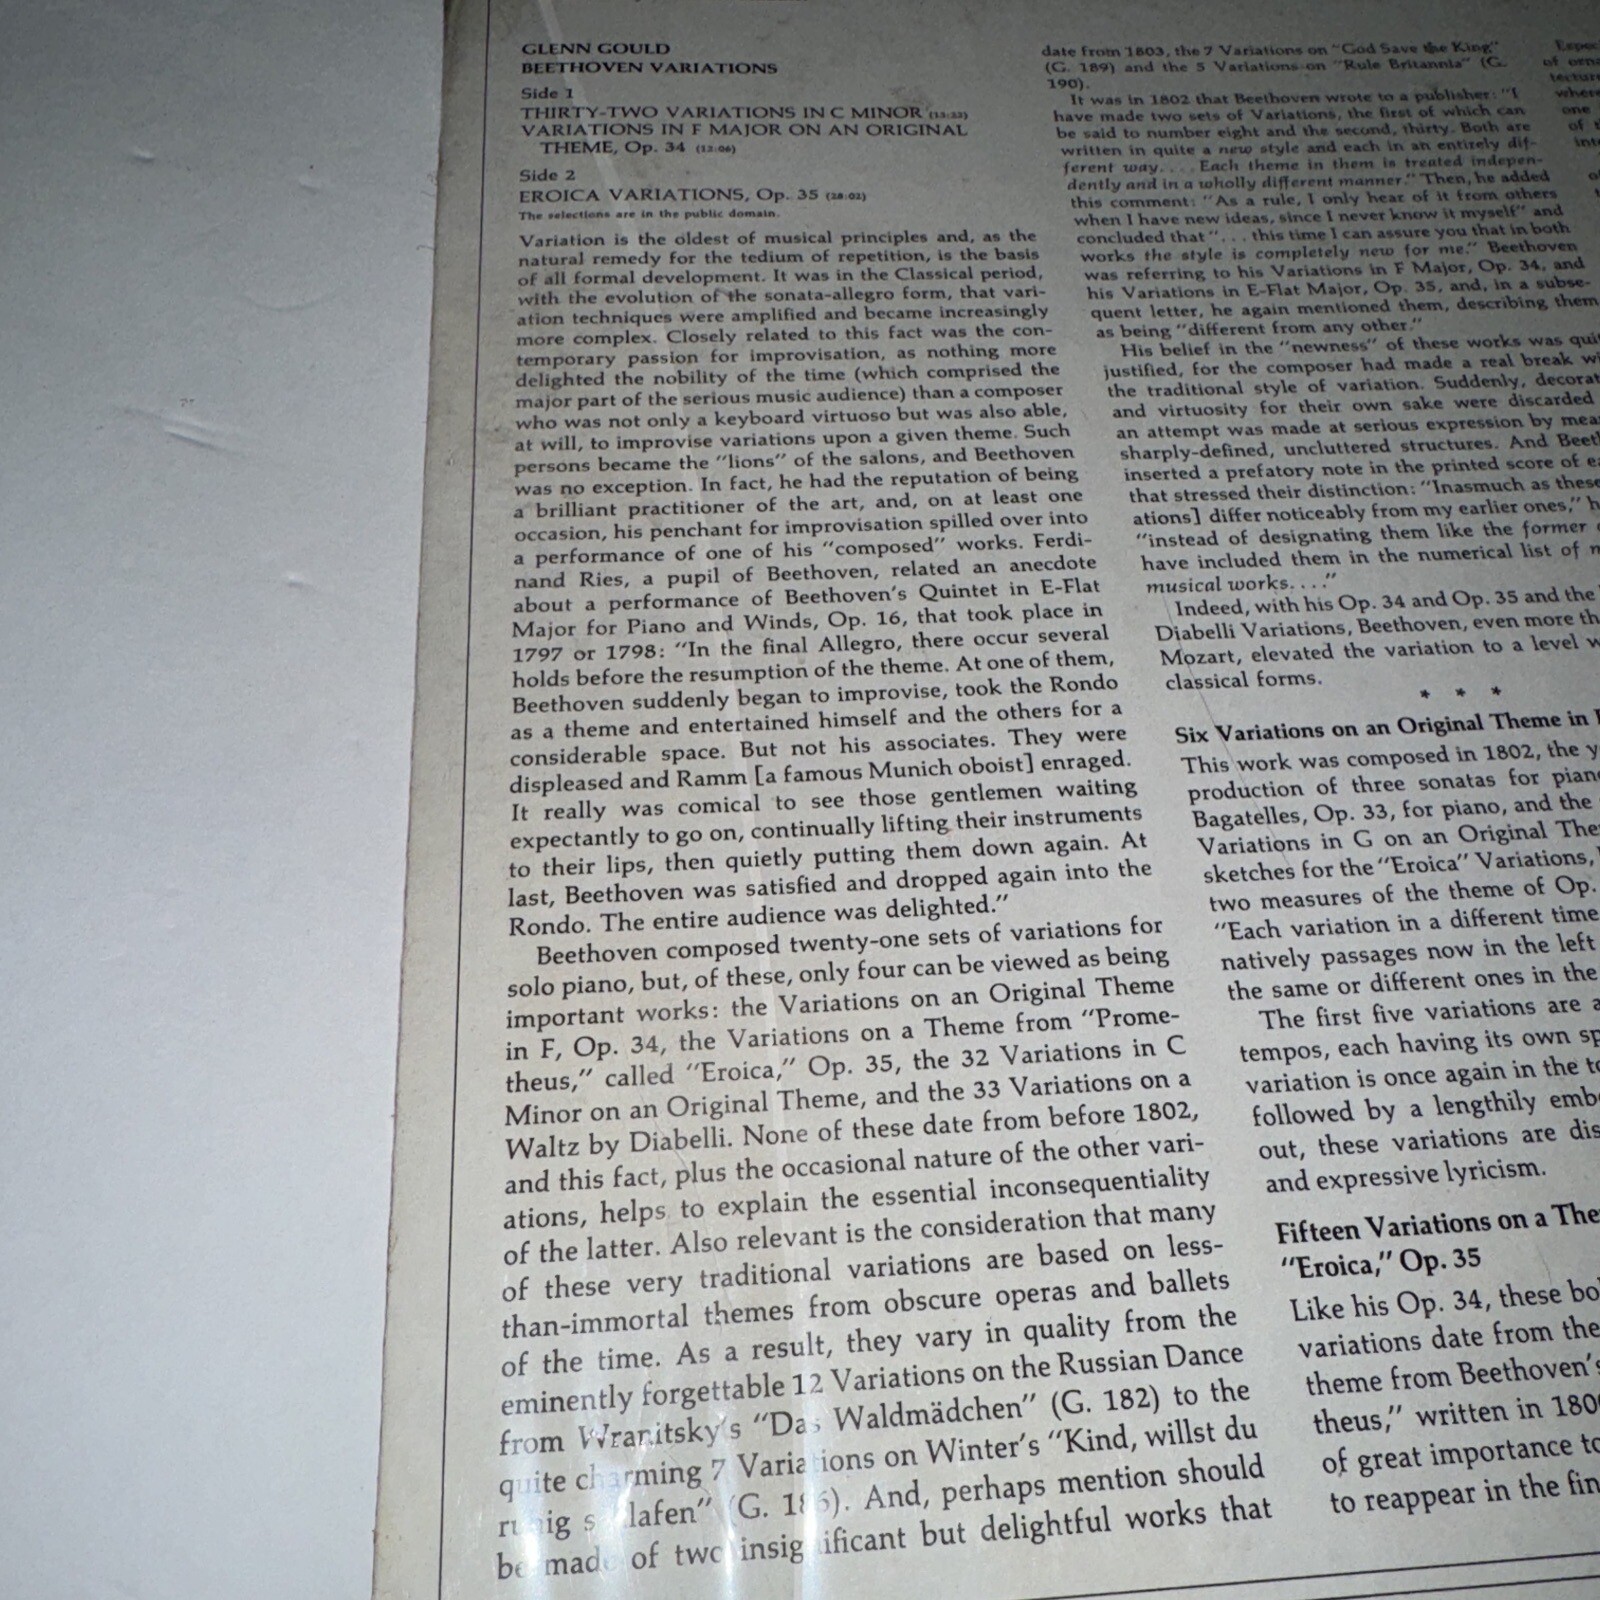 GLENN GOULD
BEETHOVEN VARIATIONS
Side 1
THIRTY-TWO VARIATIONS IN C MINOR
VARIATIONS IN F MAJOR ON AN ORIGINAL
THEME, Op. 34 (13:06)
Side 2
EROICA VARIATIONS, Op. 35 (28:02)
The selections are in the public domain.
Variation is the oldest of musical principles and, as the
natural remedy for the tedium of repetition, is the basis
of all formal development. It was in the Classical period,
with the evolution of the sonata-allegro form, that vari-
ation techniques were amplified and became increasingly
more complex. Closely related to this fact was the con-
temporary passion for improvisation, as nothing more
delighted the nobility of the time (which comprised the
major part of the serious music audience) than a composer
who was not only a keyboard virtuoso but was also able,
at will, to improvise variations upon a given theme. Such
persons became the "lions" of the salons, and Beethoven
was no exception. In fact, he had the reputation of being
a brilliant practitioner of the art, and, on at least one
occasion, his penchant for improvisation spilled over into
a performance of one of his "composed" works. Ferdi-
nand Ries, a pupil of Beethoven, related an anecdote
about a performance of Beethoven's Quintet in E-Flat
Major for Piano and Winds, Op. 16, that took place in
1797 or 1798: "In the final Allegro, there occur several
holds before the resumption of the theme. At one of them,
Beethoven suddenly began to improvise, took the Rondo
as a theme and entertained himself and the others for a
considerable space. But not his associates. They were
displeased and Ramm [a famous Munich oboist] enraged.
It really was comical to see those gentlemen waiting
expectantly to go on, continually lifting their instruments
to their lips, then quietly putting them down again. At
last, Beethoven was satisfied and dropped again into the
Rondo. The entire audience was delighted."
Beethoven composed twenty-one sets of variations for
solo piano, but, of these, only four can be viewed as being
important works: the Variations on an Original Theme
in F, Op. 34, the Variations on a Theme from "Prome-
theus," called "Eroica," Op. 35, the 32 Variations in C
Minor on an Original Theme, and the 33 Variations on a
Waltz by Diabelli. None of these date from before 1802,
and this fact, plus the occasional nature of the other vari-
ations, helps to explain the essential inconsequentiality
of the latter. Also relevant is the consideration that many
of these very traditional variations are based on less-
than-immortal themes from obscure operas and ballets
of the time. As a result, they vary in quality from the
eminently forgettable 12 Variations on the Russian Dance
from Wranitsky's "Das Waldmädchen" (G. 182) to the
quite charming 7 Variations on Winter's "Kind, willst du
ruhig schlafen" (G. 186). And, perhaps mention should
be made of two insignificant but delightful works that
date from 1803, the 7 Variations on "God Save the King"
(G. 189) and the 5 Variations on "Rule Britannia" (G.
190).
It was in 1802 that Beethoven wrote to a publisher: "I
have made two sets of Variations, the first of which can
be said to number eight and the second, thirty. Both are
written in quite a new style and each in an entirely dif-
ferent way.... Each theme in them is treated indepen-
dently and in a wholly different manner." Then, he added
this comment: "As a rule, I only hear of it from others
when I have new ideas, since I never know it myself" and
concluded that "... this time I can assure you that in both
works the style is completely new for me." Beethoven
was referring to his Variations in F Major, Op. 34, and
his Variations in E-Flat Major, Op. 35, and, in a subse-
quent letter, he again mentioned them, describing them
as being "different from any other."
His belief in the "newness" of these works was qui
justified, for the composer had made a real break w
the traditional style of variation. Suddenly, decorat
and virtuosity for their own sake were discarded
an attempt was made at serious expression by mea
sharply-defined, uncluttered structures. And Beet
inserted a prefatory note in the printed score of e
that stressed their distinction: "Inasmuch as these
ations] differ noticeably from my earlier ones," h
"instead of designating them like the former
have included them in the numerical list of m
musical works...."
Indeed, with his Op. 34 and Op. 35 and the
Diabelli Variations, Beethoven, even more th
Mozart, elevated the variation to a level w
classical forms.
* * *
Six Variations on an Original Theme in
This work was composed in 1802, the y
production of three sonatas for pian
Bagatelles, Op. 33, for piano, and the
Variations in G on an Original The
sketches for the "Eroica" Variations,
two measures of the theme of Op.
"Each variation in a different time
natively passages now in the left
the same or different ones in the
The first five variations are a
tempos, each having its own sp
variation is once again in the to
followed by a lengthily emb
out, these variations are dis
and expressive lyricism.
Fifteen Variations on a The
"Eroica," Op. 35
Like his Op. 34, these bo
variations date from the
theme from Beethoven's
theus," written in 180
of great importance to
to reappear in the fin
Espec
of orna
tecture
where
one
of t
int